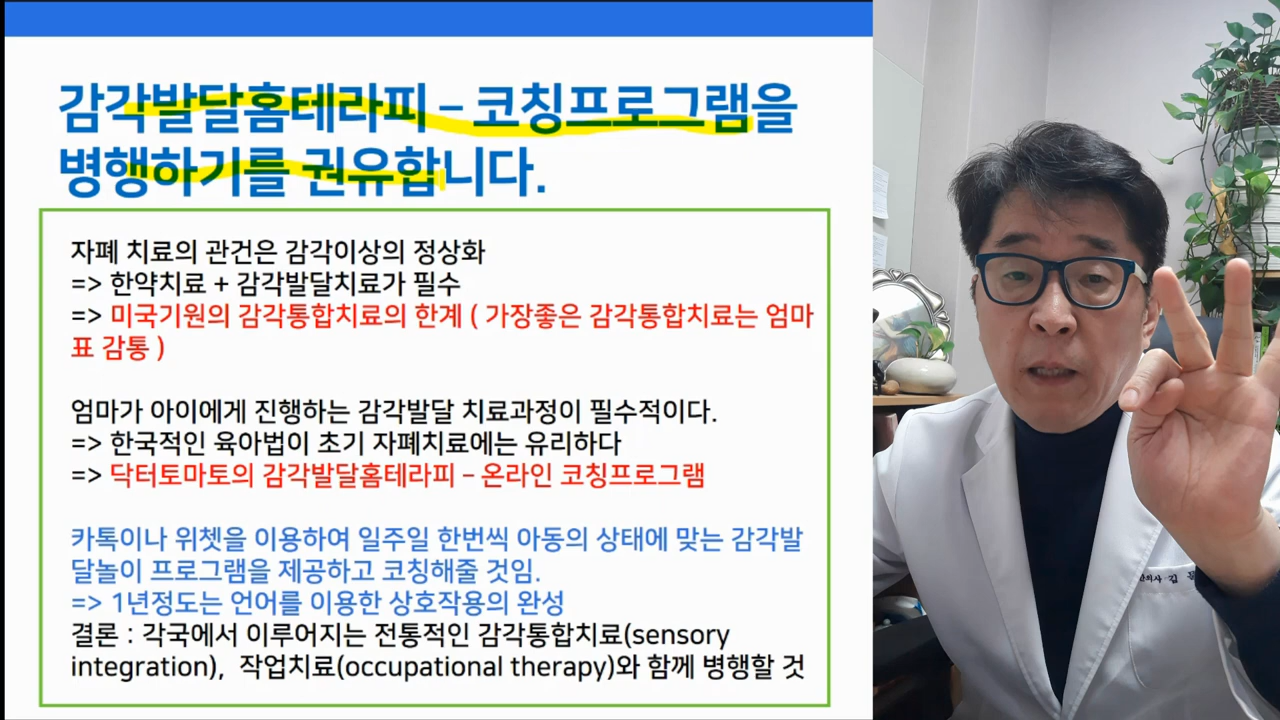 감각발달홈테라피 – 코칭프로그램을
병행하기를 권유합니다.
자폐 치료의 관건은 감각이상의 정상화
=> 한약치료 + 감각발달치료가 필수
=> 미국기원의 감각통합치료의 한계 ( 가장좋은 감각통합치료는 엄마
표 감통 )
엄마가 아이에게 진행하는 감각발달 치료과정이 필수적이다.
=> 한국적인 육아법이 초기 자폐치료에는 유리하다
=> 닥터토마토의 감각발달홈테라피 – 온라인 코칭프로그램
카톡이나 위쳇을 이용하여 일주일 한번씩 아동의 상태에 맞는 감각발
달놀이 프로그램을 제공하고 코칭해줄 것임.
=> 1년정도는 언어를 이용한 상호작용의 완성
결론 : 각국에서 이루어지는 전통적인 감각통합치료(sensory
integration), 작업치료(occupational therapy)와 함께 병행할 것
김